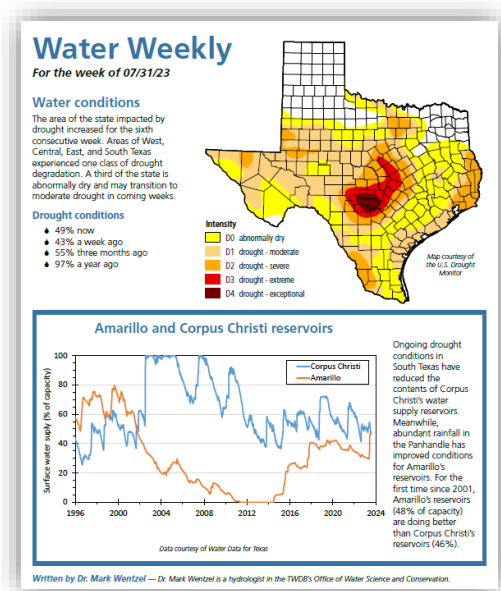 Water Weekly
For the week of 07/31/23
Water conditions
The area of the state impacted by
drought increased for the sixth
consecutive week. Areas of West,
Central, East, and South Texas
experienced one class of drought
degradation. A third of the state is
abnormally dry and may transition to
moderate drought in coming weeks.
Drought conditions
49% now
43% a week ago
55% three months ago
97% a year ago
Intensity
D0 abnormally dry
D1 drought - moderate
D2 drought - severe
D3 drought - extreme
D4 drought - exceptional
Map courtesy of
the U.S. Drought
Monitor
Amarillo and Corpus Christi reservoirs
Surface water suply (% of capacity)
100
80
60
40
20
0
1996 2000 2004 2008 2012 2016 2020 2024
Corpus Christi
Amarillo
Data courtesy of Water Data for Texas
Ongoing drought
conditions in
South Texas have
reduced the
contents of Corpus
Christi's water
supply reservoirs.
Meanwhile,
abundant rainfall in
the Panhandle has
improved conditions
for Amarillo's
reservoirs. For the
first time since 2001,
Amarillo's reservoirs
(48% of capacity)
are doing better
than Corpus Christi's
reservoirs (46%).
Written by Dr. Mark Wentzel — Dr. Mark Wentzel is a hydrologist in the TWDB's Office of Water Science and Conservation.